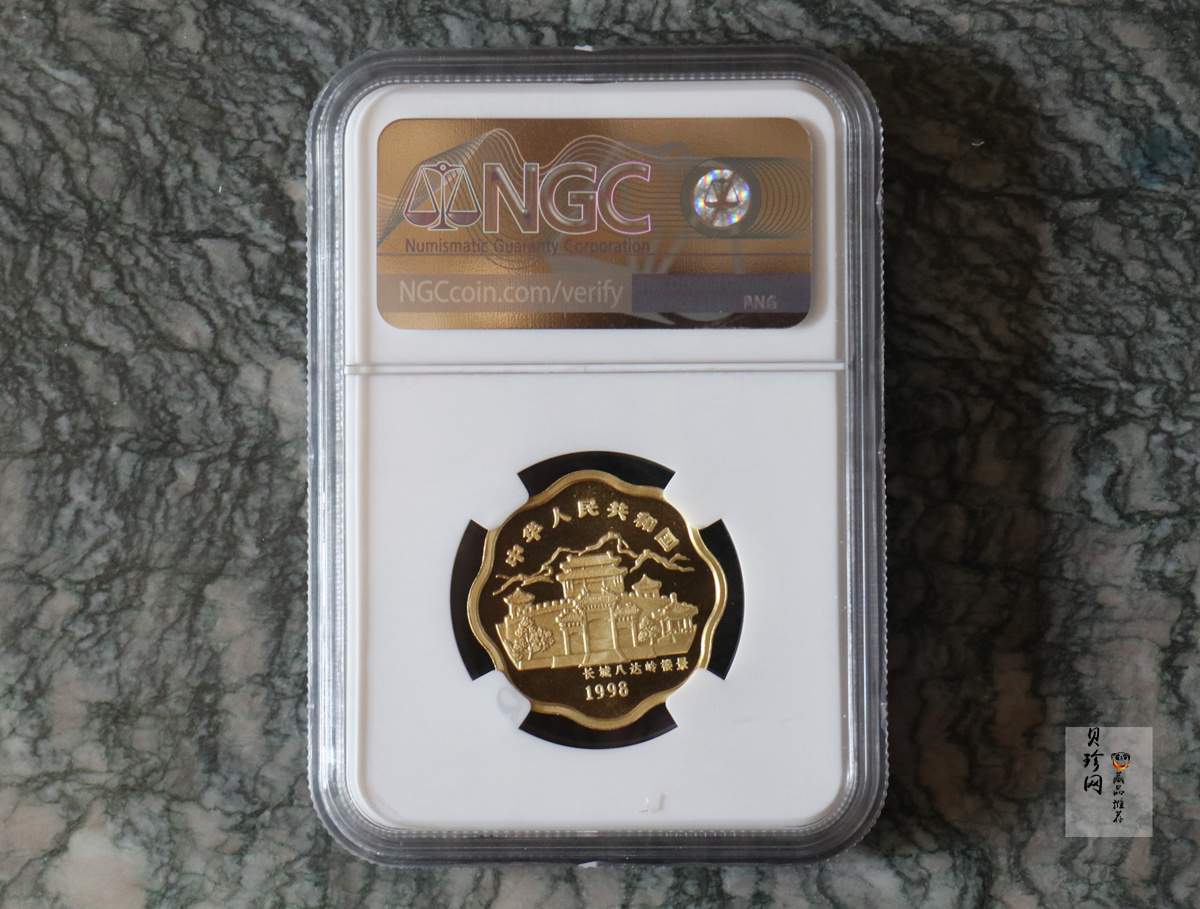 NGC
Numismatic Guaranty Corporation
NGCcoin.com/verify
PNG
中华人民共和国
长城八达岭镂景
1998
贝珍网
藏品推荐